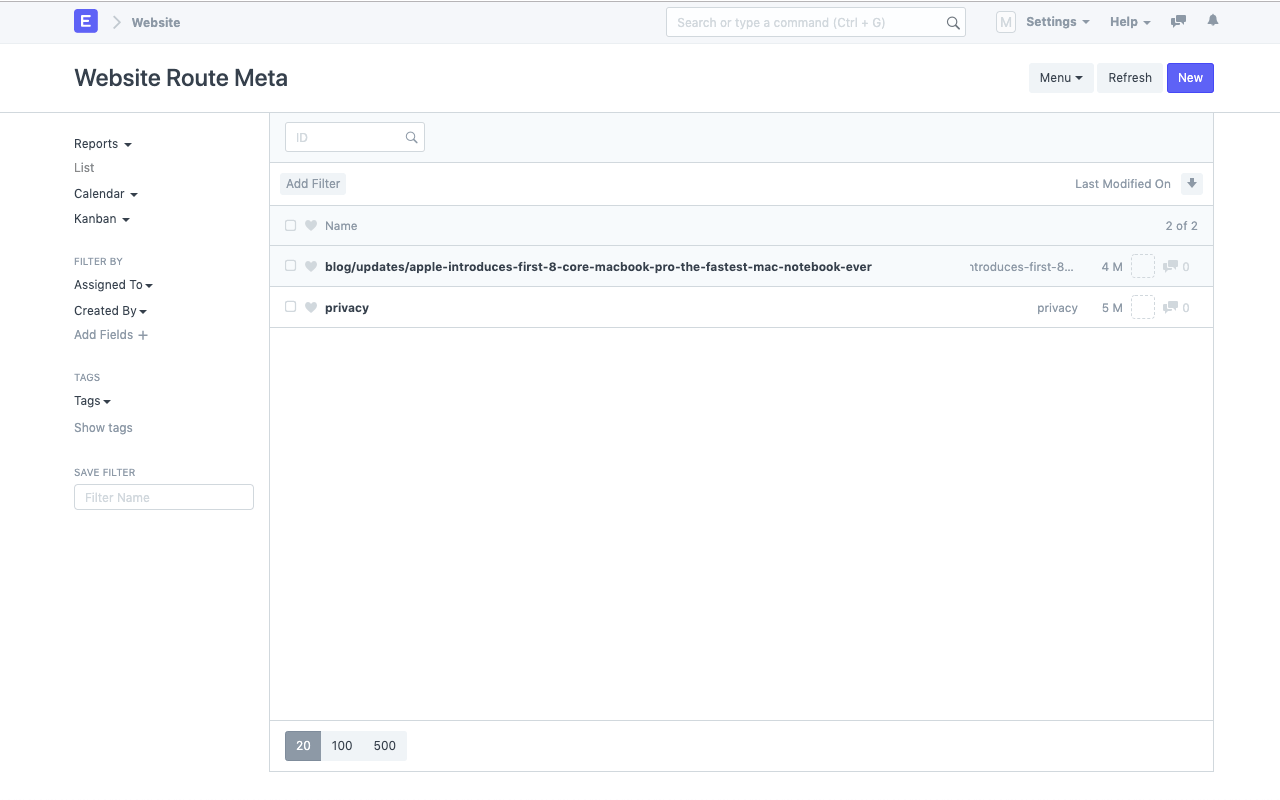 E Website Search or type a command (Ctrl + G) M Settings Help
Website Route Meta Menu Refresh New
Reports
List
Calendar
Kanban
FILTER BY
Assigned To
Created By
Add Fields
TAGS
Tags
Show tags
SAVE FILTER
Filter Name
ID
Add Filter Last Modified On
Name 2 of 2
blog/updates/apple-introduces-first-8-core-macbook-pro-the-fastest-mac-notebook-ever ntroduces-first-8... 4 M 0
privacy privacy 5 M 0
20 100 500